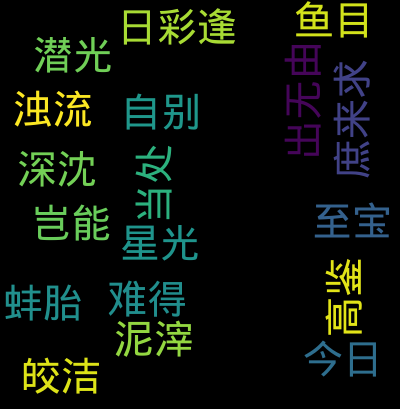 鱼目
日彩逢
潜光
出无由
庶来求
浊流
自别
深沈
当处
岂能
至宝
星光
高鉴
蚌胎
难得
泥滓
今日
皎洁